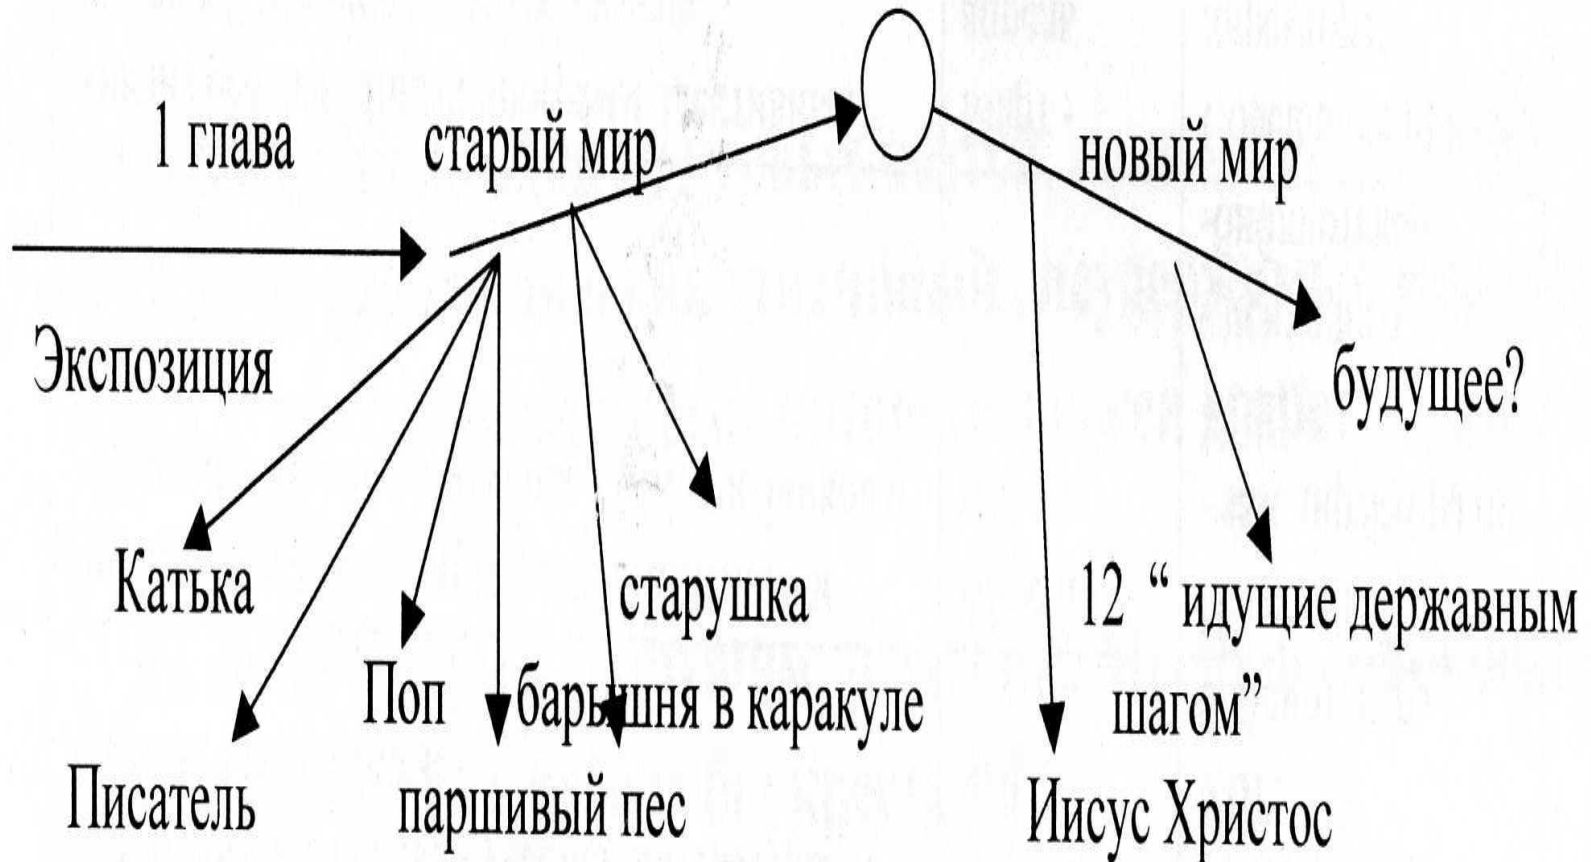 1 глава
старый мир
новый мир
Экспозиция
будущее?
Катька
старушка
12 “ идущие державным
шагом”
Поп
барышня в каракуле
Писатель
паршивый пес
Иисус Христос